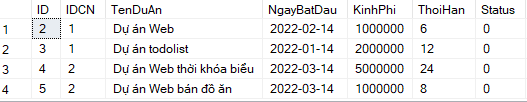 ID IDCN TenDuAn NgayBatDau KinhPhi ThoiHan Status
1 2 1 Dự án Web 2022-02-14 1000000 6 0
2 3 1 Dự án todolist 2022-01-14 2000000 12 0
3 4 2 Dự án Web thời khóa biểu 2022-03-14 5000000 24 0
4 5 2 Dự án Web bán đồ ăn 2022-03-14 1000000 8 0